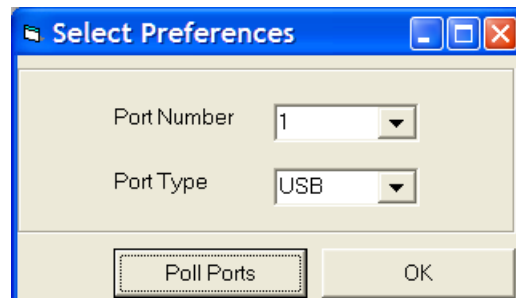 Select Preferences
Port Number 1
Port Type USB
Poll Ports OK